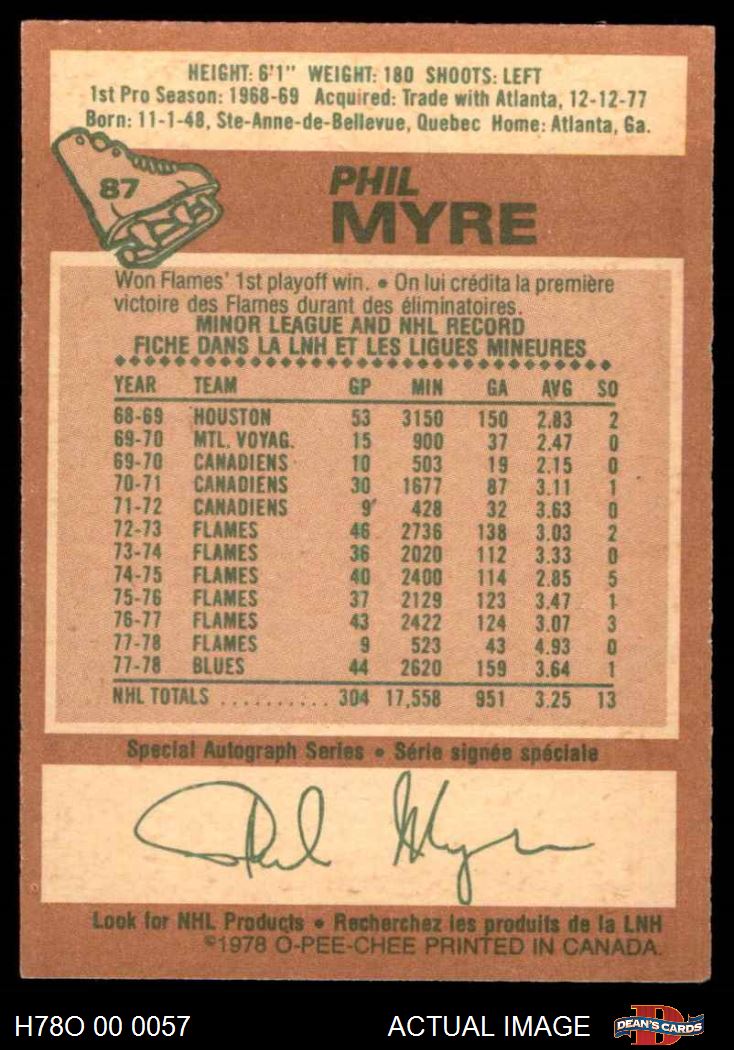 HEIGHT: 6'1" WEIGHT: 180 SHOOTS: LEFT
1st Pro Season: 1968-69 Acquired: Trade with Atlanta, 12-12-77
Born: 11-1-48, Ste-Anne-de-Bellevue, Quebec Home: Atlanta, Ga.
87
PHIL
MYRE
Won Flames' 1st playoff win. • On lui crédita la première
victoire des Flames durant des éliminatoires.
MINOR LEAGUE AND NHL RECORD
FICHE DANS LA LNH ET LES LIGUES MINEURES
YEAR TEAM GP MIN GA AVG SO
68-69 HOUSTON 53 3150 150 2.83 2
69-70 MTL. VOYAG. 15 900 37 2.47 0
69-70 CANADIENS 10 503 19 2.15 0
70-71 CANADIENS 30 1677 87 3.11 1
71-72 CANADIENS 9 428 32 3.63 0
72-73 FLAMES 46 2736 138 3.03 2
73-74 FLAMES 36 2020 112 3.33 0
74-75 FLAMES 40 2400 114 2.85 5
75-76 FLAMES 37 2129 123 3.47 1
76-77 FLAMES 43 2422 124 3.07 3
77-78 FLAMES 9 523 43 4.93 0
77-78 BLUES 44 2620 159 3.64 1
NHL TOTALS .......... 304 17,558 951 3.25 13
Special Autograph Series • Série signée spéciale
Phil Myre
Look for NHL Products • Recherchez les produits de la LNH
©1978 O-PEE-CHEE PRINTED IN CANADA.
H78O 00 0057 ACTUAL IMAGE D DEAN'S CARDS